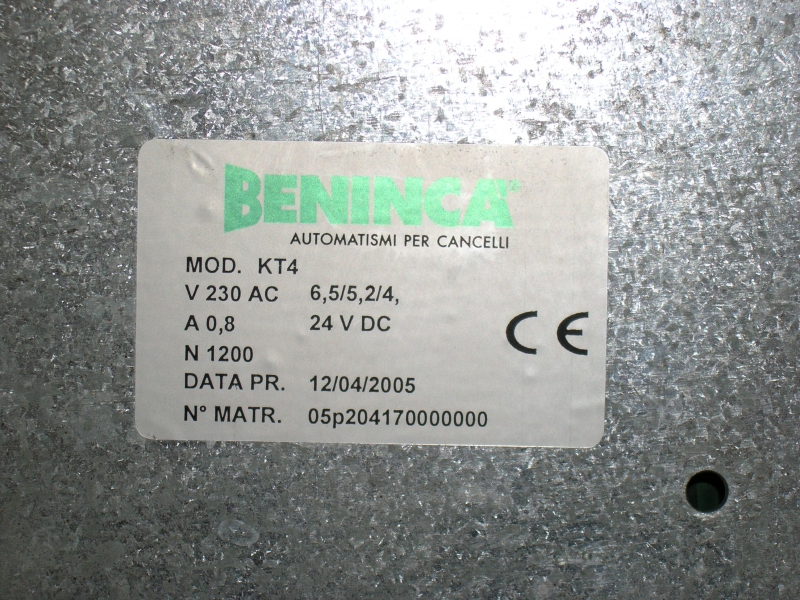 BENINCA'
AUTOMATISMI PER CANCELLI
MOD. KT4
V 230 AC 6,5/5,2/4,
A 0,8 24 V DC
N 1200
DATA PR. 12/04/2005
N° MATR. 05p204170000000
CE